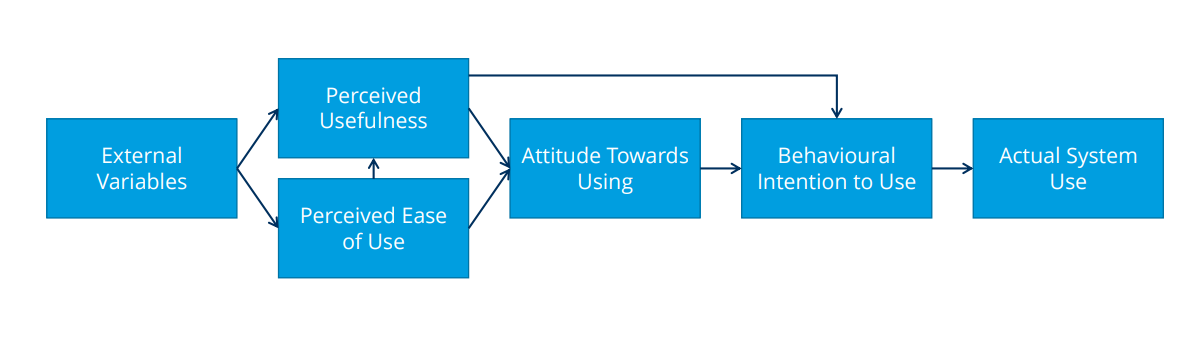 External
Variables
Perceived
Usefulness
Perceived Ease
of Use
Attitude Towards
Using
Behavioural
Intention to Use
Actual System
Use